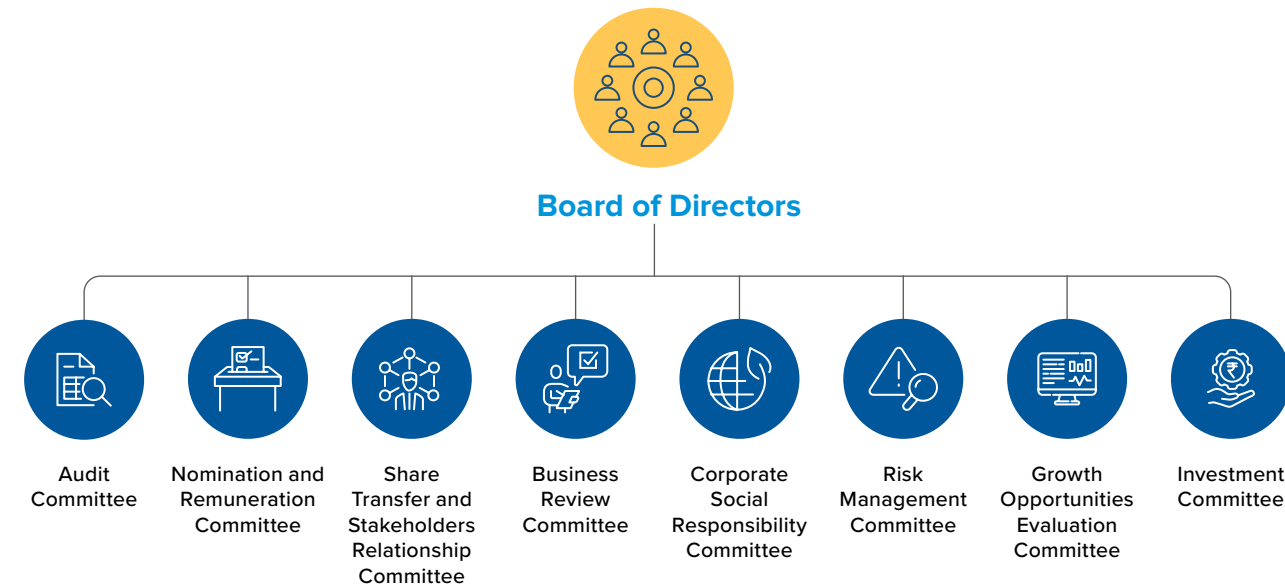 Board of Directors
Audit
Committee
Nomination and
Remuneration
Committee
Share
Transfer and
Stakeholders
Relationship
Committee
Business
Review
Committee
Corporate
Social
Responsibility
Committee
Risk
Management
Committee
Growth
Opportunities
Evaluation
Committee
₹
Investment
Committee